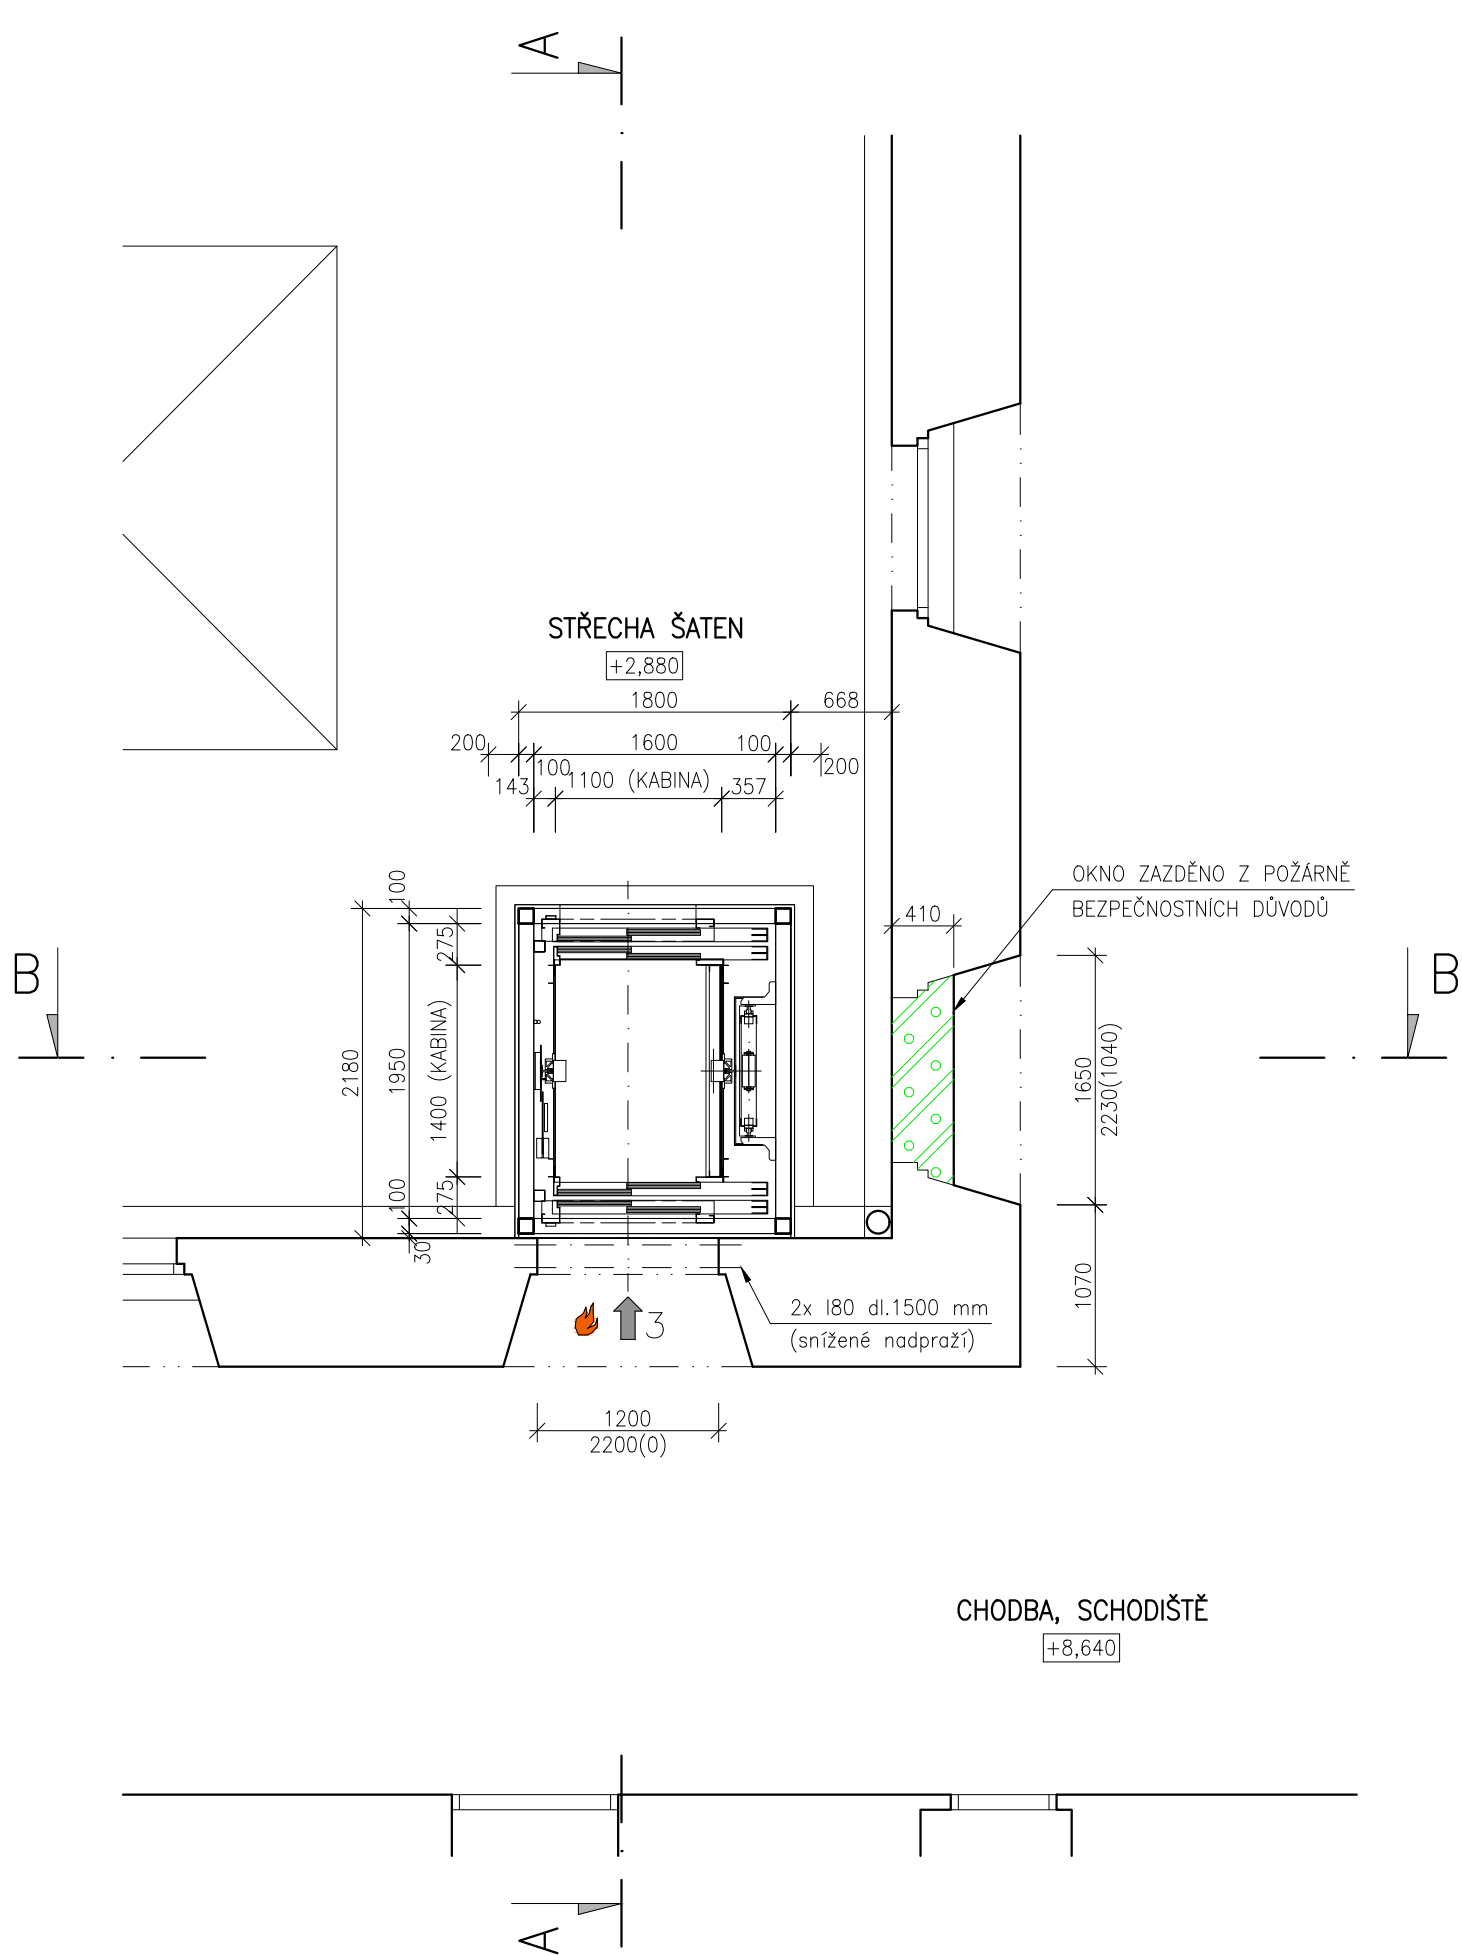 A
STŘECHA ŠATEN
+2,880
1800
668
200
1600
100
100
200
143
1100 (KABINA)
357
OKNO ZAZDĚNO Z POŽÁRNĚ
BEZPEČNOSTNÍCH DŮVODŮ
410
B
B
100
275
2180
1950
1400 (KABINA)
1650
2230(1040)
100
275
30
1070
3
2x I80 dl.1500 mm
(snížené nadpraží)
1200
2200(0)
CHODBA, SCHODIŠTĚ
+8,640
A